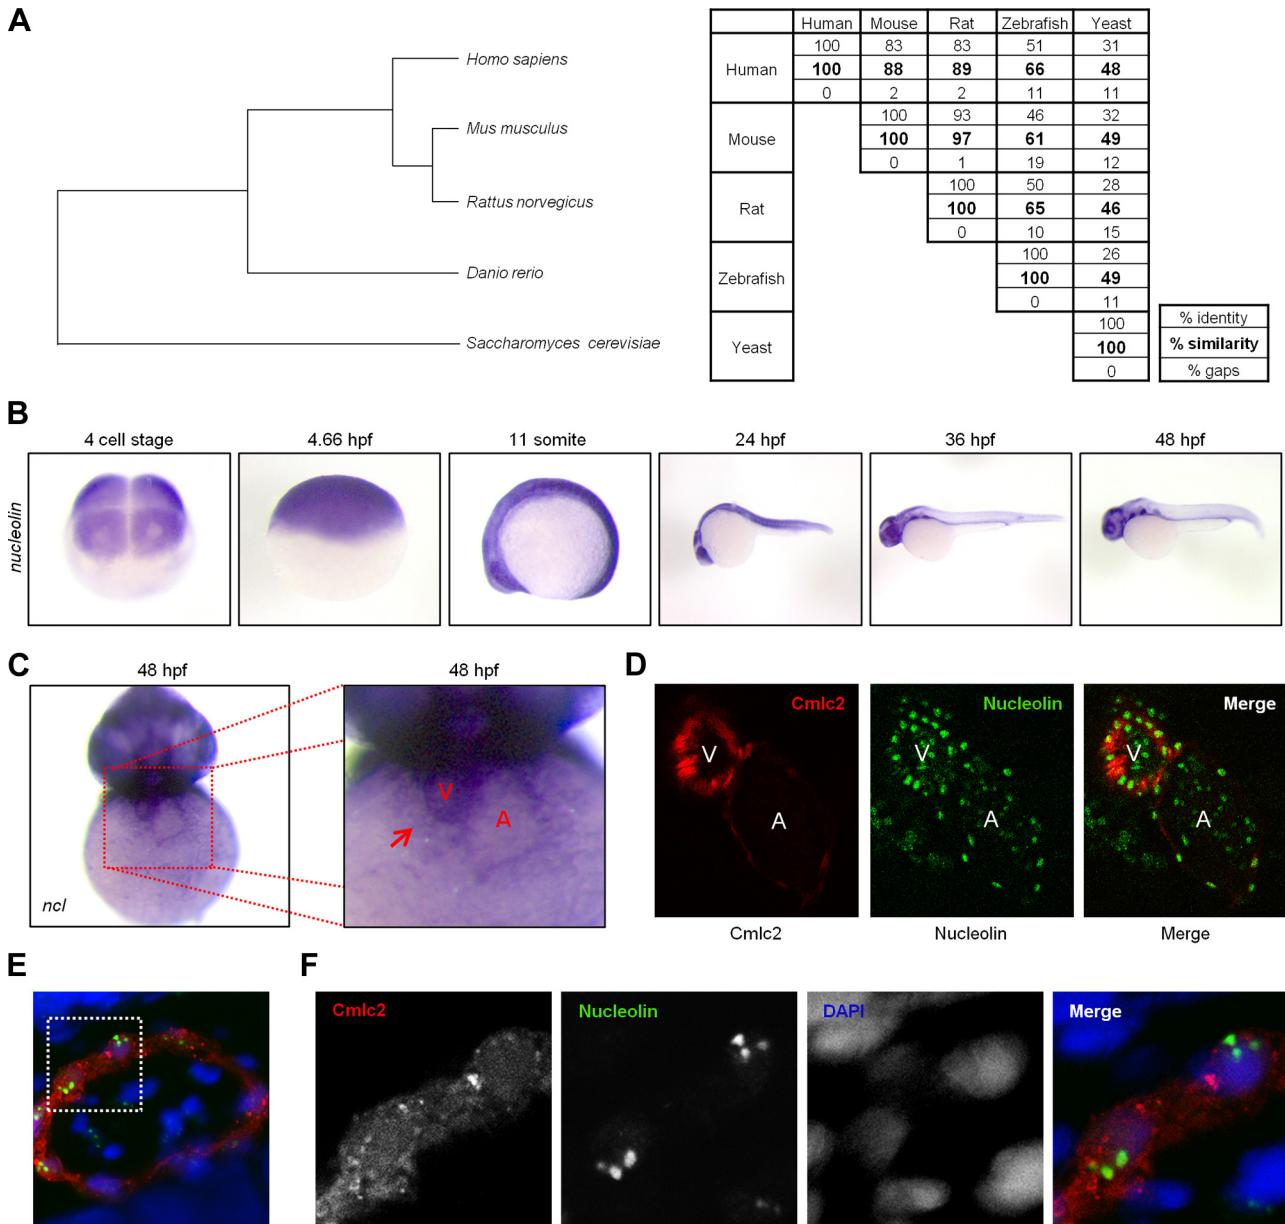 A
Homo sapiens
Mus musculus
Rattus norvegicus
Danio rerio
Saccharomyces cerevisiae
Human Mouse Rat Zebrafish Yeast
100 83 83 51 31
Human 100 88 89 66 48
0 2 2 11 11
100 93 46 32
Mouse 100 97 61 49
0 1 19 12
100 50 28
Rat 100 65 46
0 10 15
100 26
Zebrafish 100 49
0 11
100
Yeast 100
0
% identity
% similarity
% gaps
B
4 cell stage 4.66 hpf 11 somite 24 hpf 36 hpf 48 hpf
nucleolin
C
48 hpf 48 hpf
ncl
V
A
D
Cmlc2 Nucleolin Merge
V V V
A A A
Cmlc2 Nucleolin Merge
E
F
Cmlc2 Nucleolin DAPI Merge